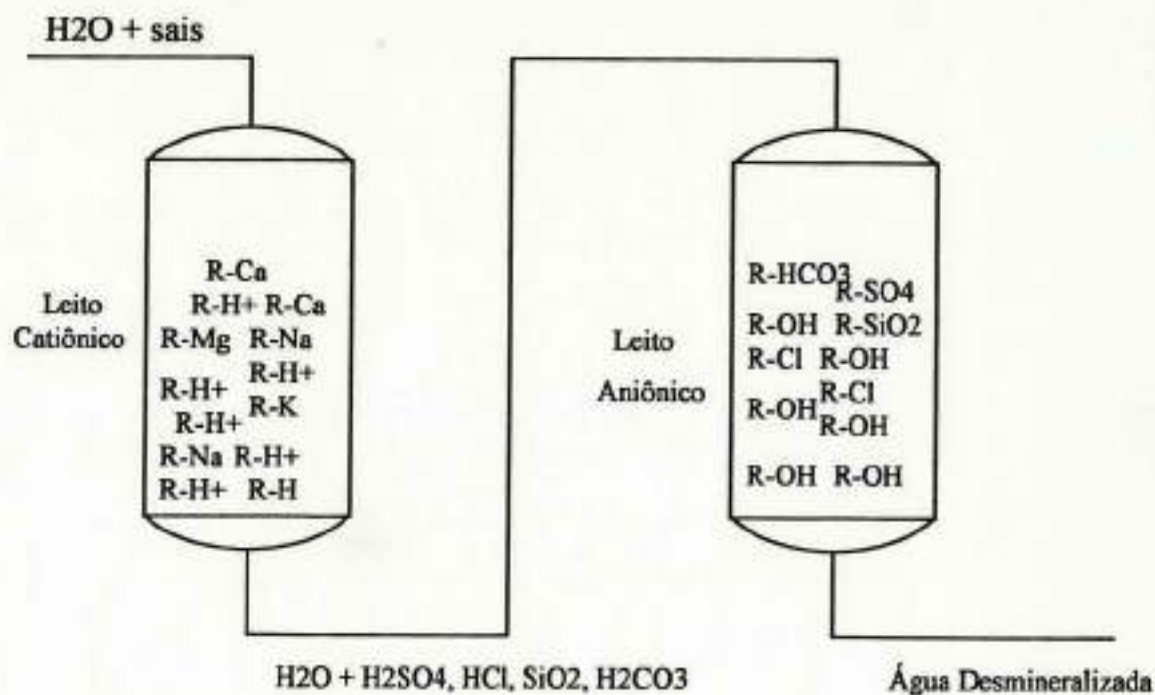 H2O + sais
Leito
Catiônico
R-Ca
R-H+ R-Ca
R-Mg R-Na
R-H+
R-H+
R-K
R-H+
R-Na R-H+
R-H+ R-H
Leito
Aniônico
R-HCO3
R-SO4
R-OH R-SiO2
R-Cl R-OH
R-Cl
R-OH
R-OH
R-OH R-OH
H2O + H2SO4, HCl, SiO2, H2CO3
Água Desmineralizada